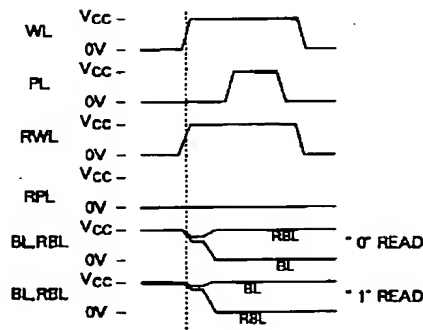 WL VCC -
0V -
PL VCC -
0V -
RWL VCC -
0V -
RPL VCC -
0V -
BL,RBL VCC -
0V -
RBL
BL
"0" READ
BL,RBL VCC -
0V -
BL
RBL
"1" READ